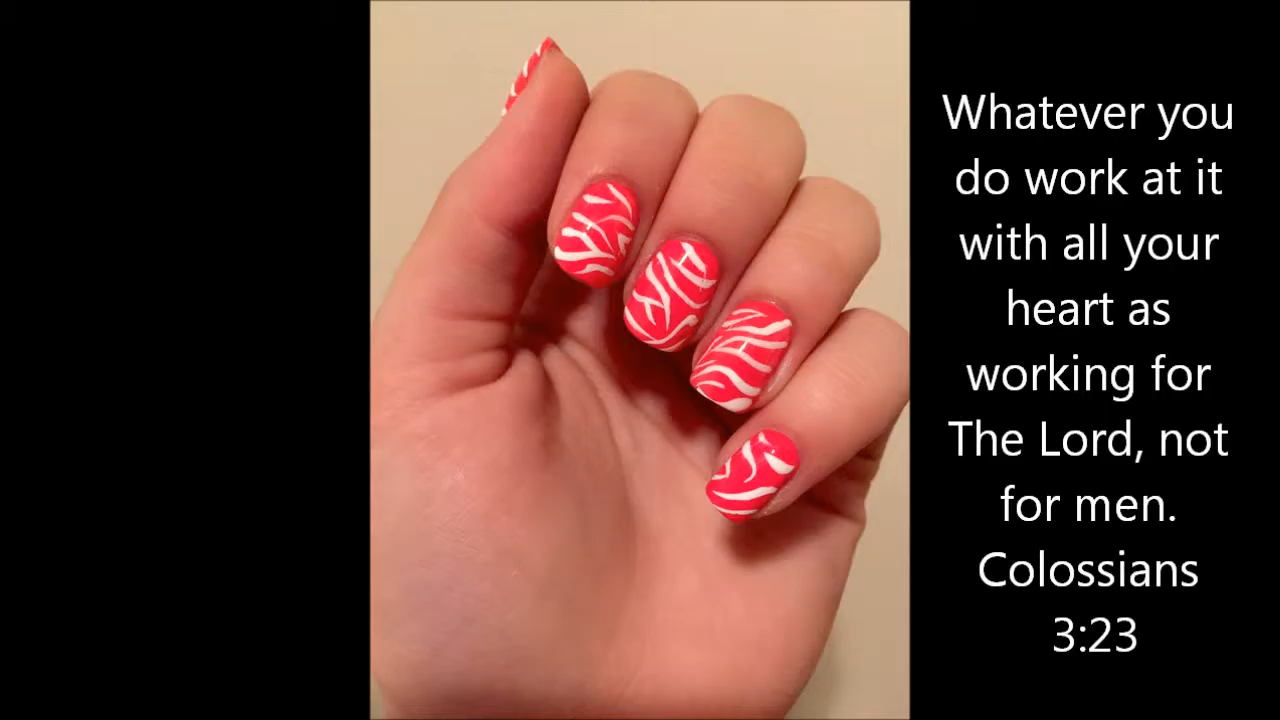 Whatever you
do work at it
with all your
heart as
working for
The Lord, not
for men.
Colossians
3:23